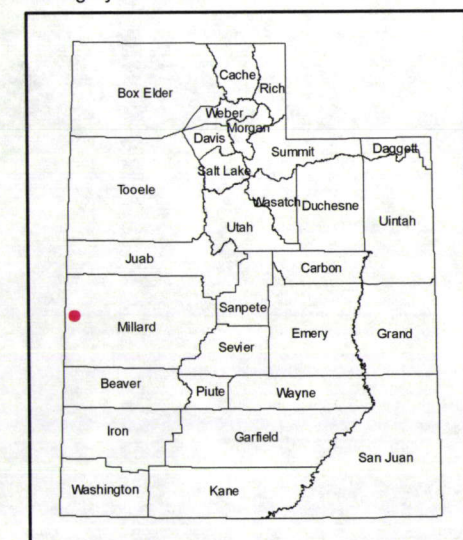 Cache
Rich
Box Elder
Weber
Morgan
Davis
Summit
Daggett
Salt Lake
Tooele
Wasatch
Duchesne
Uintah
Utah
Juab
Carbon
Sanpete
Millard
Emery
Grand
Sevier
Beaver
Piute
Wayne
Iron
Garfield
San Juan
Washington
Kane